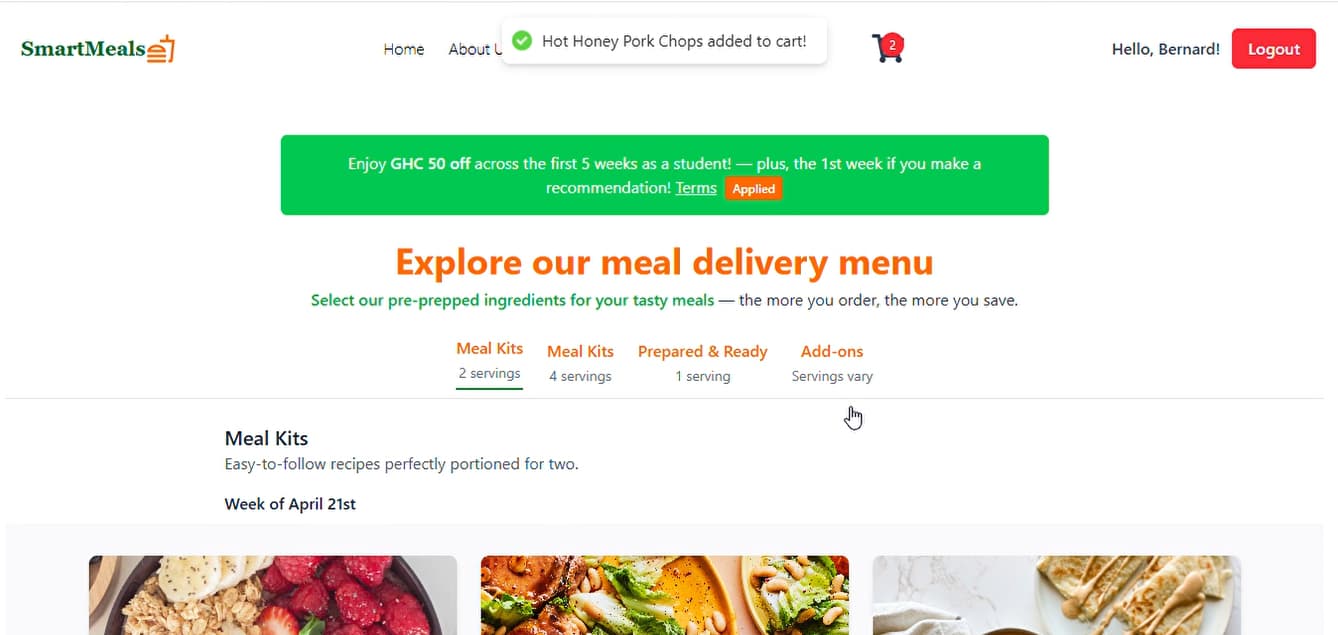 SmartMeals
Home
About U
Hot Honey Pork Chops added to cart!
2
Hello, Bernard!
Logout
Enjoy GHC 50 off across the first 5 weeks as a student! — plus, the 1st week if you make a
recommendation! Terms Applied
Explore our meal delivery menu
Select our pre-prepped ingredients for your tasty meals — the more you order, the more you save.
Meal Kits
2 servings
Meal Kits
4 servings
Prepared & Ready
1 serving
Add-ons
Servings vary
Meal Kits
Easy-to-follow recipes perfectly portioned for two.
Week of April 21st